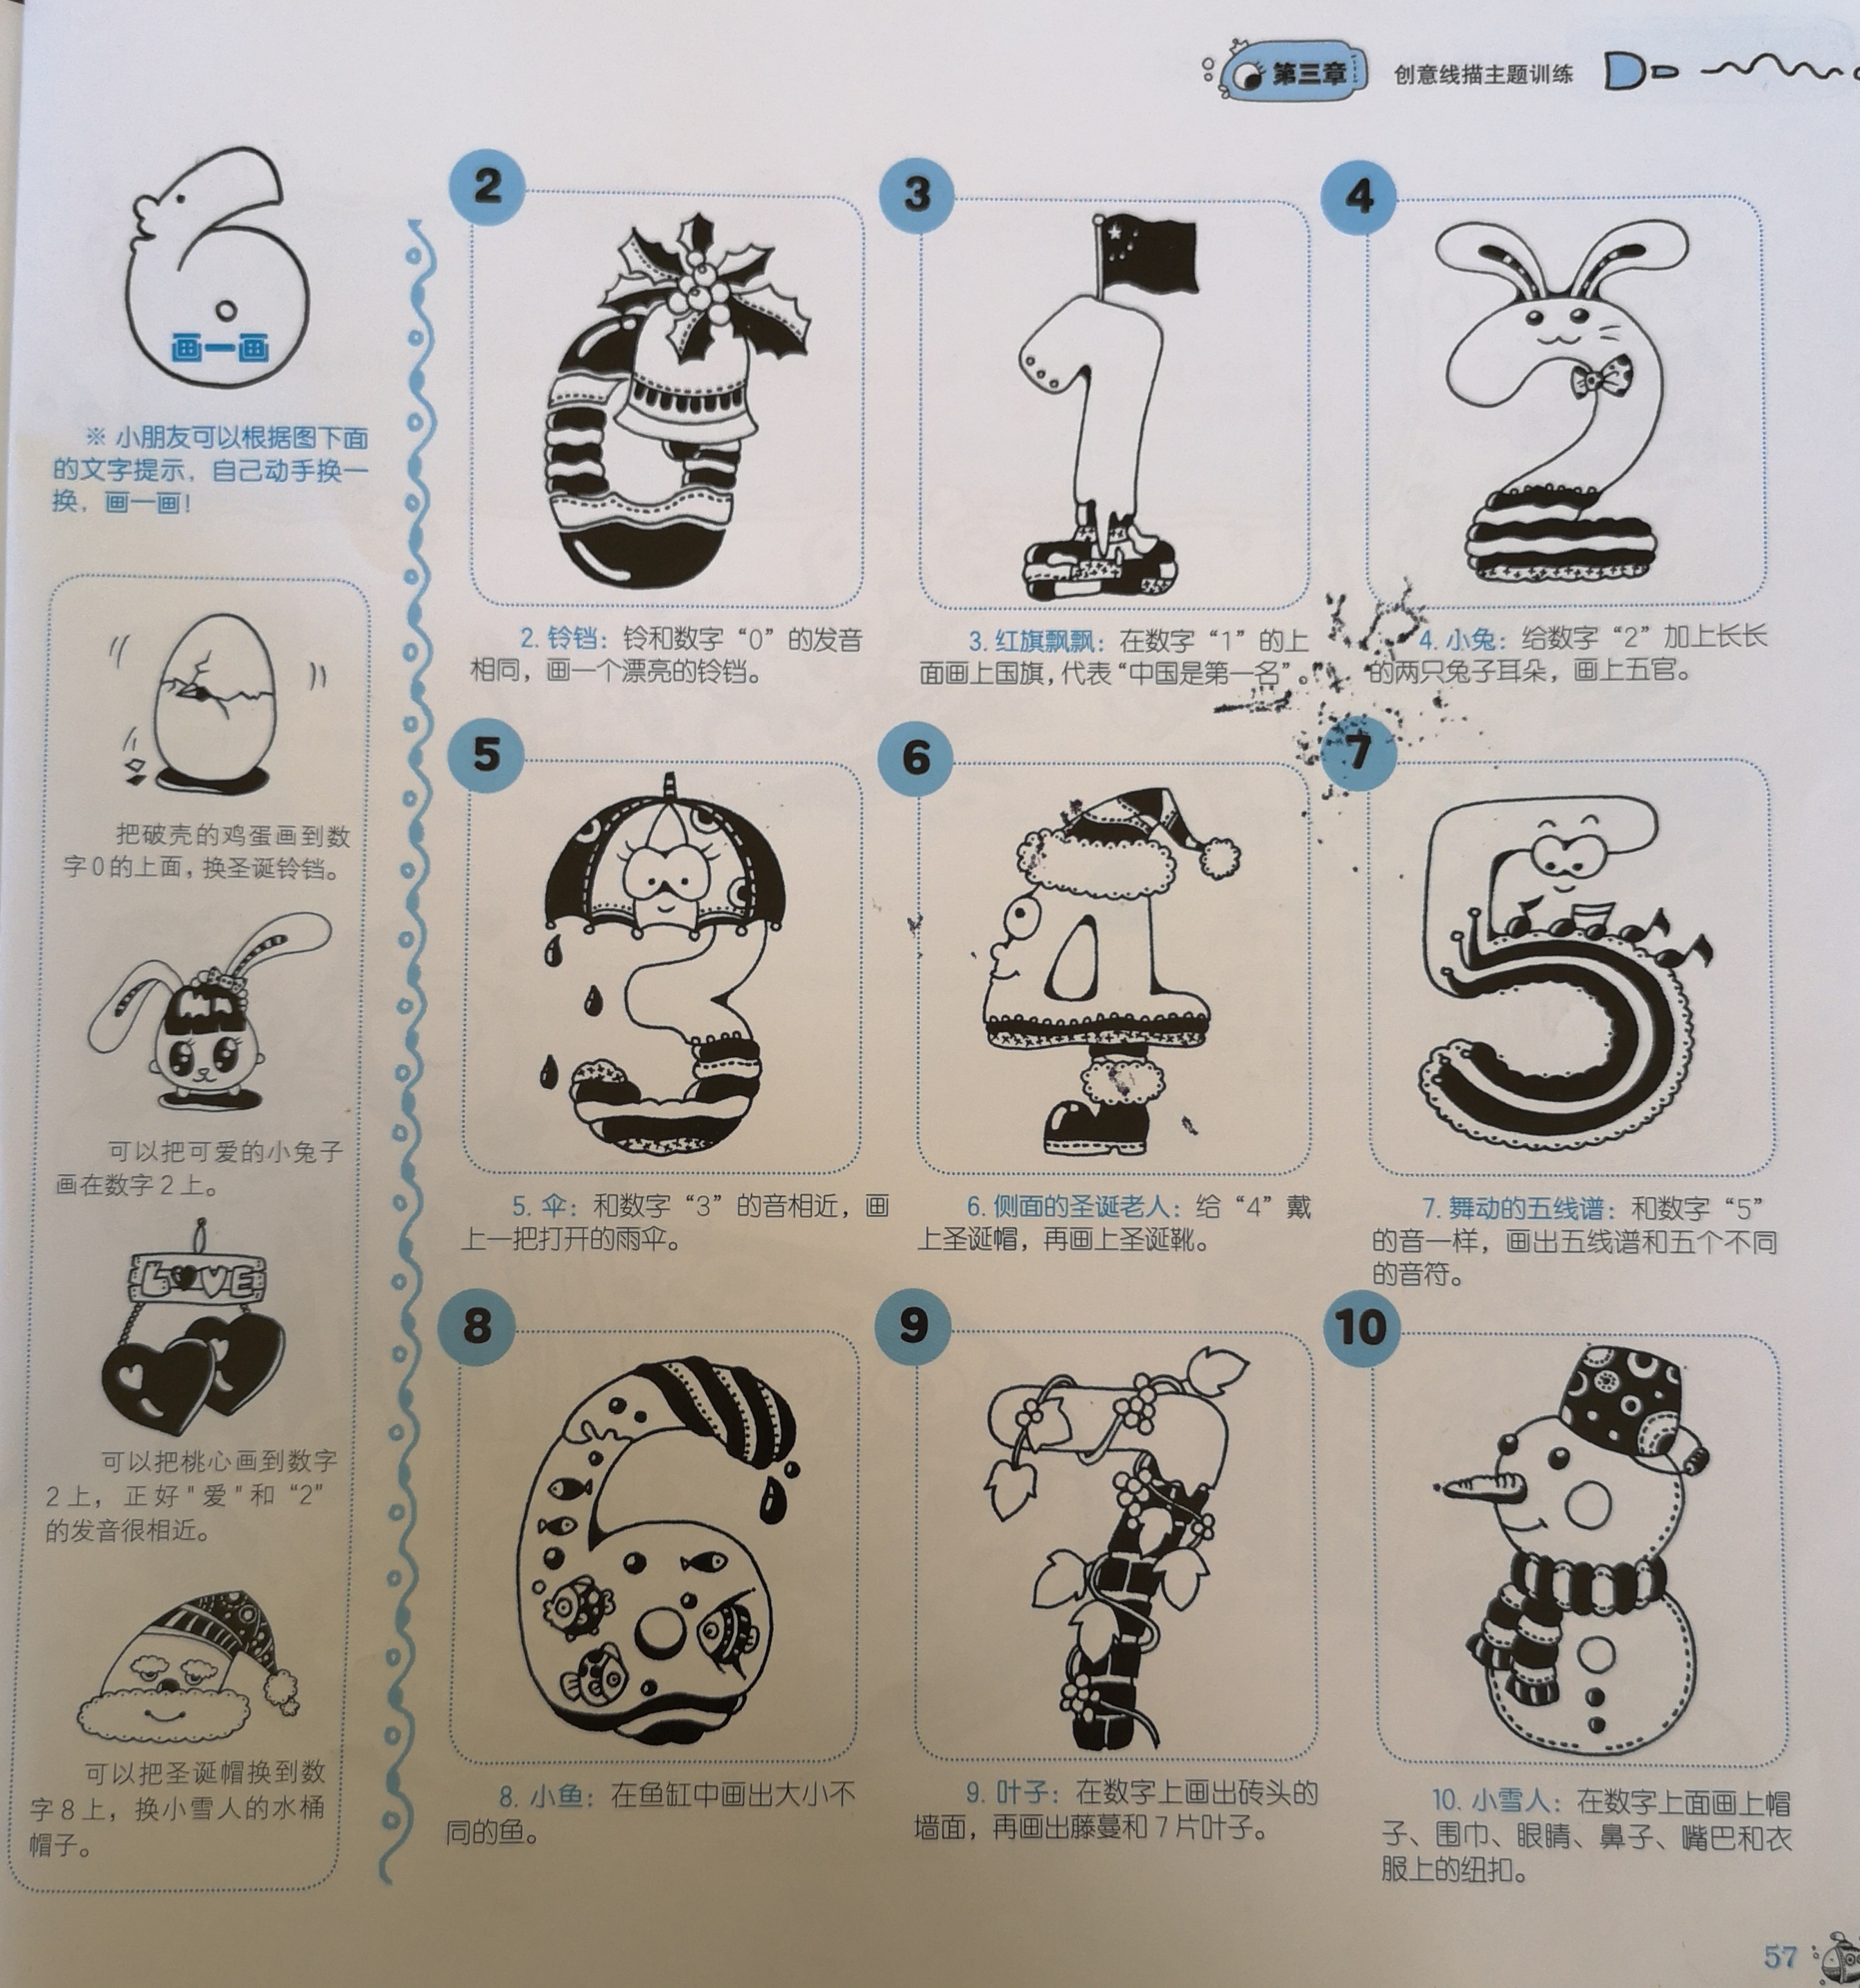 第三章 创意线描主题训练
画一画
※ 小朋友可以根据图下面
的文字提示，自己动手换一
换，画一画！
把破壳的鸡蛋画到数
字0的上面，换圣诞铃铛。
可以把可爱的小兔子
画在数字2上。
LOVE
可以把桃心画到数字
2上，正好"爱"和“2”
的发音很相近。
可以把圣诞帽换到数
字8上，换小雪人的水桶
帽子。
2
2. 铃铛：铃和数字“0”的发音
相同，画一个漂亮的铃铛。
3
3. 红旗飘飘：在数字“1”的上
面画上国旗，代表“中国是第一名”。
4
4. 小兔：给数字“2”加上长长
的两只兔子耳朵，画上五官。
5
5. 伞：和数字“3”的音相近，画
上一把打开的雨伞。
6
6. 侧面的圣诞老人：给“4”戴
上圣诞帽，再画上圣诞靴。
7
7. 舞动的五线谱：和数字“5”
的音一样，画出五线谱和五个不同
的音符。
8
8. 小鱼：在鱼缸中画出大小不
同的鱼。
9
9. 叶子：在数字上画出砖头的
墙面，再画出藤蔓和7片叶子。
10
10. 小雪人：在数字上面画上帽
子、围巾、眼睛、鼻子、嘴巴和衣
服上的纽扣。
57